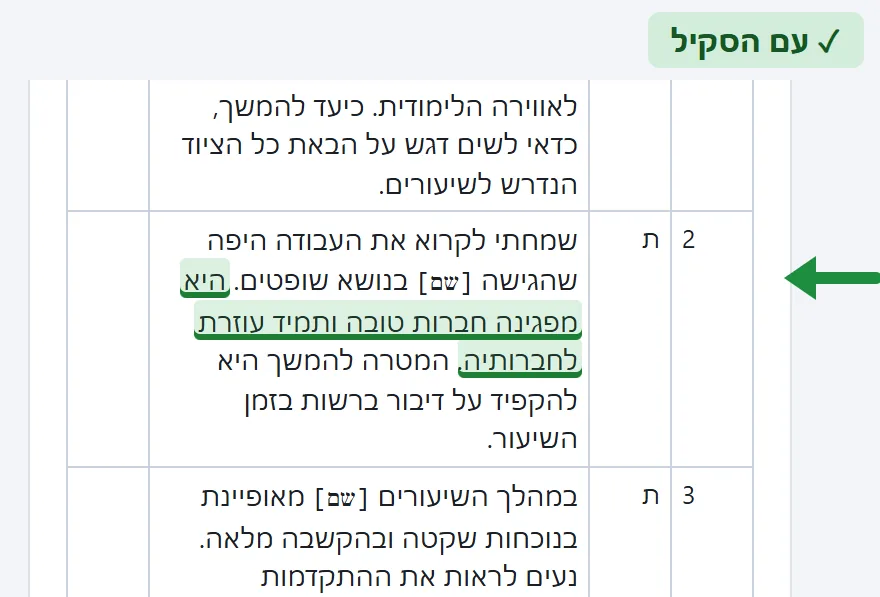 ✓ עם הסקיל
לאווירה הלימודית. כיעד להמשך,
כדאי לשים דגש על הבאת כל הציוד
הנדרש לשיעורים.
2 ת שמחתי לקרוא את העבודה היפה
שהגישה [שם] בנושא שופטים. היא
מפגינה חברות טובה ותמיד עוזרת
לחברותיה. המטרה להמשך היא
להקפיד על דיבור ברשות בזמן
השיעור.
3 ת במהלך השיעורים [שם] מאופיינת
בנוכחות שקטה ובהקשבה מלאה.
נעים לראות את ההתקדמות